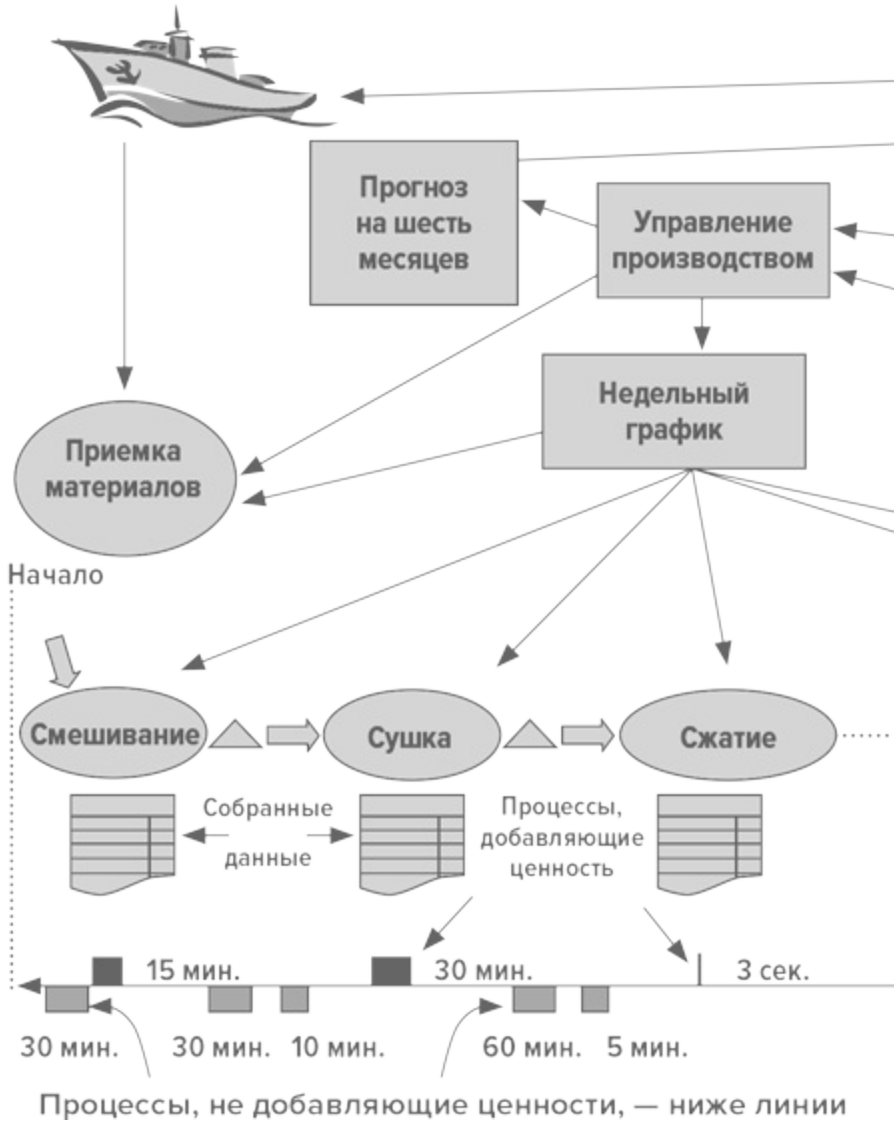 Прогноз
на шесть
месяцев
Управление
производством
Недельный
график
Приемка
материалов
Начало
Смешивание
Сушка
Сжатие
Собранные
данные
Процессы,
добавляющие
ценность
15 мин.
30 мин.
3 сек.
30 мин.
30 мин.
10 мин.
60 мин.
5 мин.
Процессы, не добавляющие ценности, — ниже линии